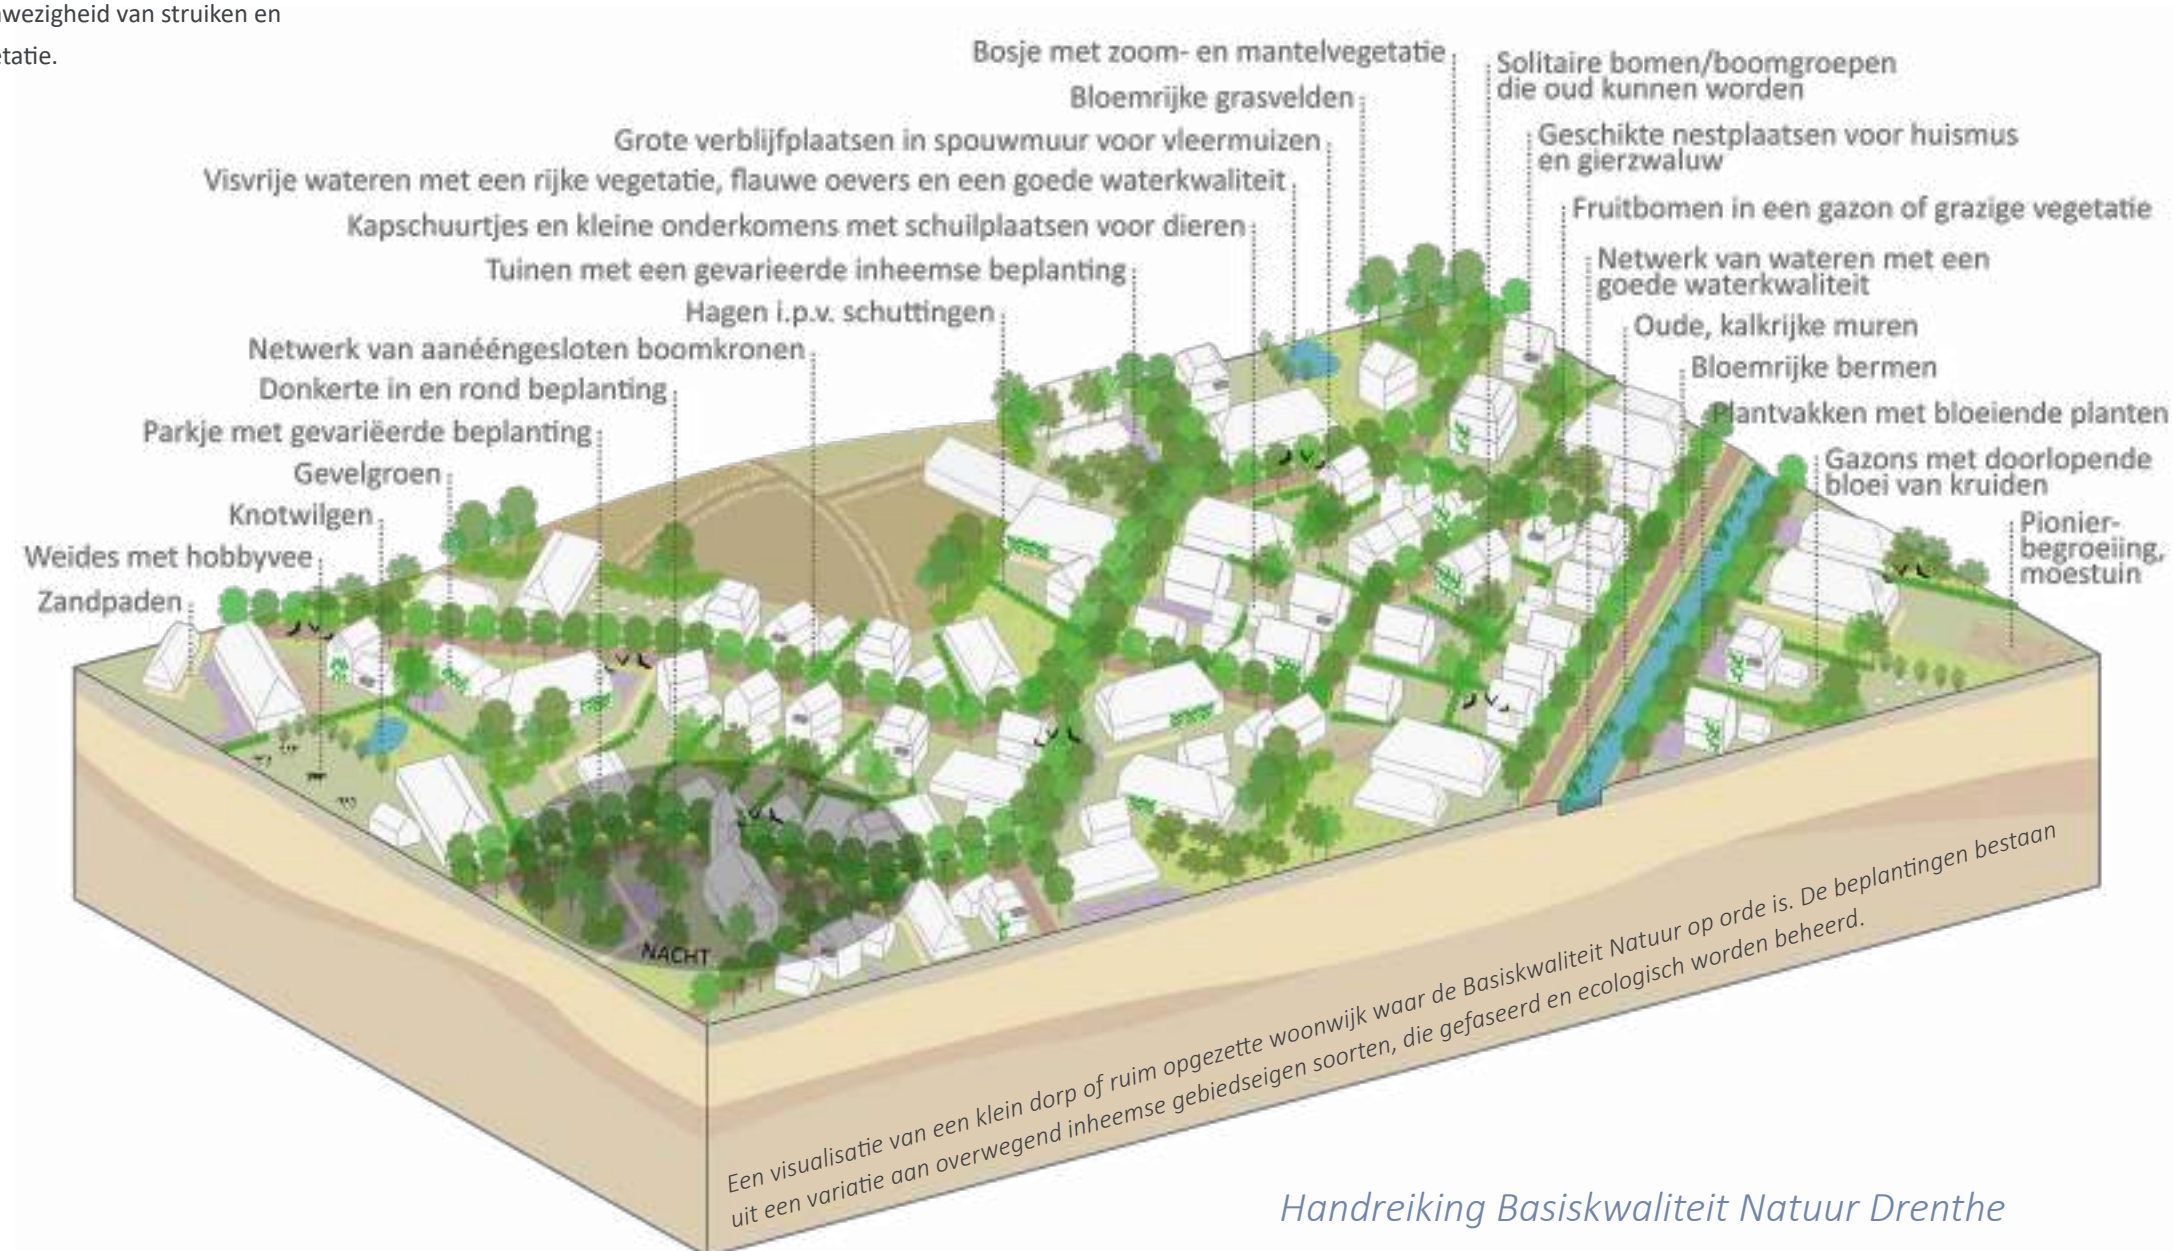 wezigheid van struiken en
etatie.
Bosje met zoom- en mantelvegetatie
Bloemrijke grasvelden
Grote verblijfplaatsen in spouwmuur voor vleermuizen
Visvrije wateren met een rijke vegetatie, flauwe oevers en een goede waterkwaliteit
Kapschuurtjes en kleine onderkomens met schuilplaatsen voor dieren
Tuinen met een gevarieerde inheemse beplanting
Hagen i.p.v. schuttingen
Netwerk van aanééngesloten boomkronen
Donkerte in en rond beplanting
Parkje met gevariëerde beplanting
Gevelgroen
Knotwilgen
Weides met hobbyvee
Zandpaden
Solitaire bomen/boomgroepen
die oud kunnen worden
Geschikte nestplaatsen voor huismus
en gierzwaluw
Fruitbomen in een gazon of grazige vegetatie
Netwerk van wateren met een
goede waterkwaliteit
Oude, kalkrijke muren
Bloemrijke bermen
Plantvakken met bloeiende planten
Gazons met doorlopende
bloei van kruiden
Pionier-
begroeiing,
moestuin
NACHT
Een visualisatie van een klein dorp of ruim opgezette woonwijk waar de Basiskwaliteit Natuur op orde is. De beplantingen bestaan
uit een variatie aan overwegend inheemse gebiedseigen soorten, die gefaseerd en ecologisch worden beheerd.
Handreiking Basiskwaliteit Natuur Drenthe